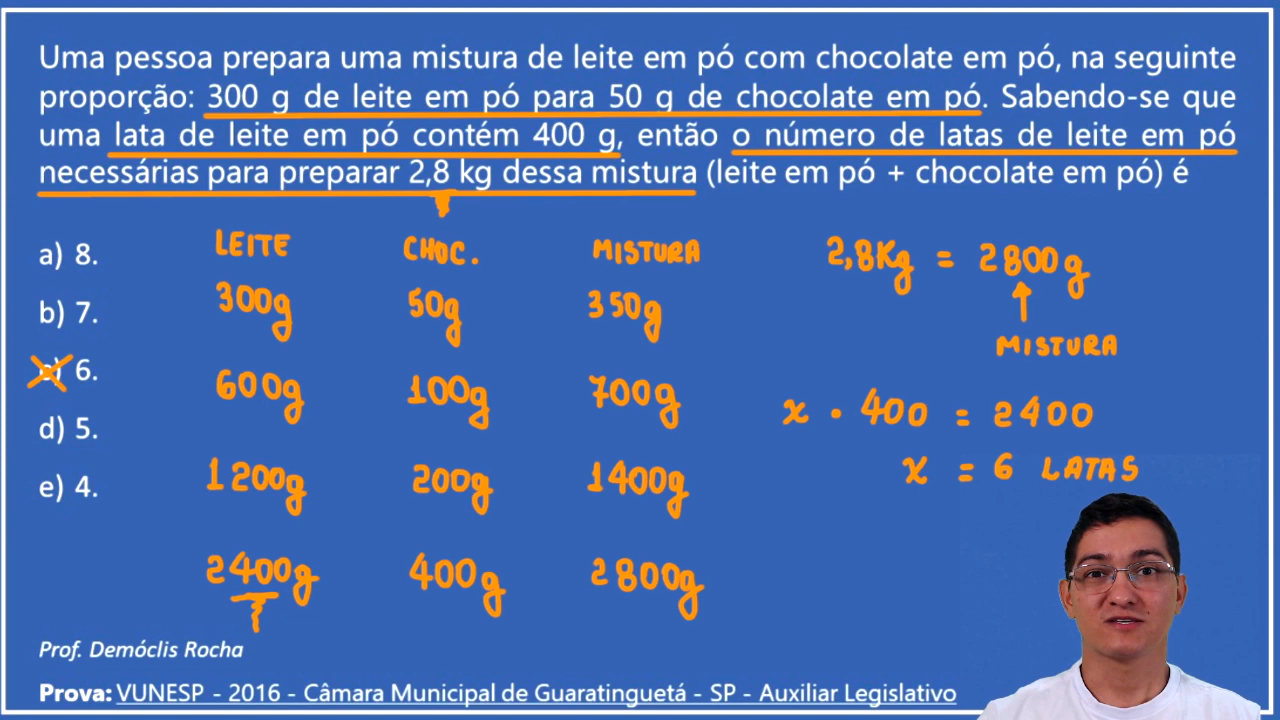 Uma pessoa prepara uma mistura de leite em pó com chocolate em pó, na seguinte
proporção: 300 g de leite em pó para 50 g de chocolate em pó. Sabendo-se que
uma lata de leite em pó contém 400 g, então o número de latas de leite em pó
necessárias para preparar 2,8 kg dessa mistura (leite em pó + chocolate em pó) é
a) 8.
b) 7.
c) 6.
d) 5.
e) 4.
LEITE CHOC. MISTURA
300g 50g 350g
600g 100g 700g
1200g 200g 1400g
2400g 400g 2800g
2,8Kg = 2800g
MISTURA
x . 400 = 2400
x = 6 LATAS
Prof. Demóclis Rocha
Prova: VUNESP - 2016 - Câmara Municipal de Guaratinguetá - SP - Auxiliar Legislativo